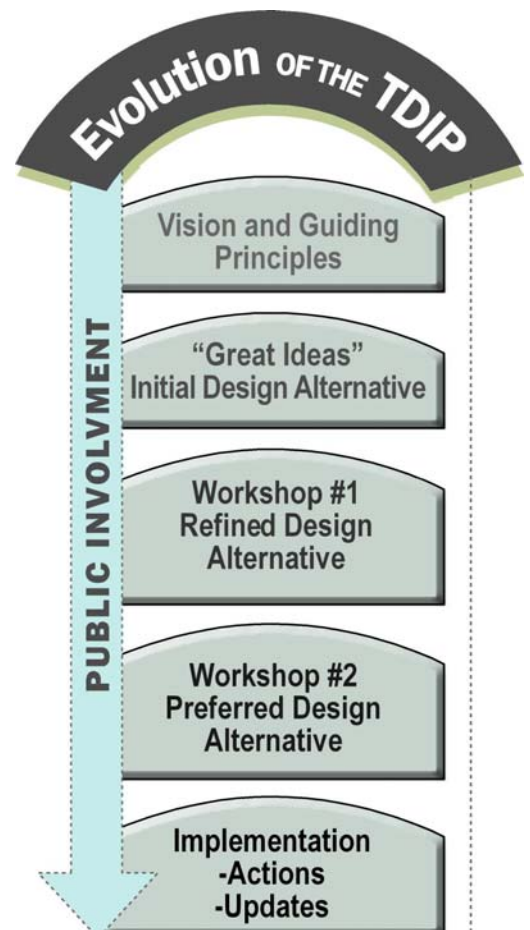 Evolution OF THE TDIP
Vision and Guiding
Principles
“Great Ideas”
Initial Design Alternative
Workshop #1
Refined Design
Alternative
Workshop #2
Preferred Design
Alternative
Implementation
-Actions
-Updates
PUBLIC INVOLVMENT